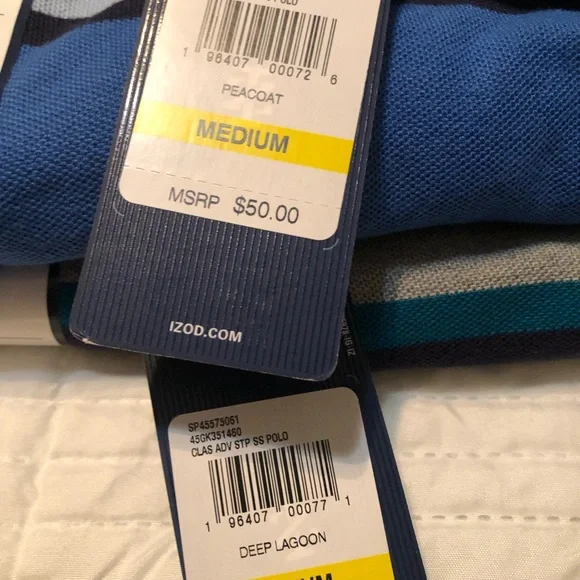 POLO
1 96407 00072 6
PEACOAT
MEDIUM
MSRP $50.00
IZOD.COM
SP45575061
45GK351460
CLAS ADV STP SS POLO
1 96407 00077 1
DEEP LAGOON